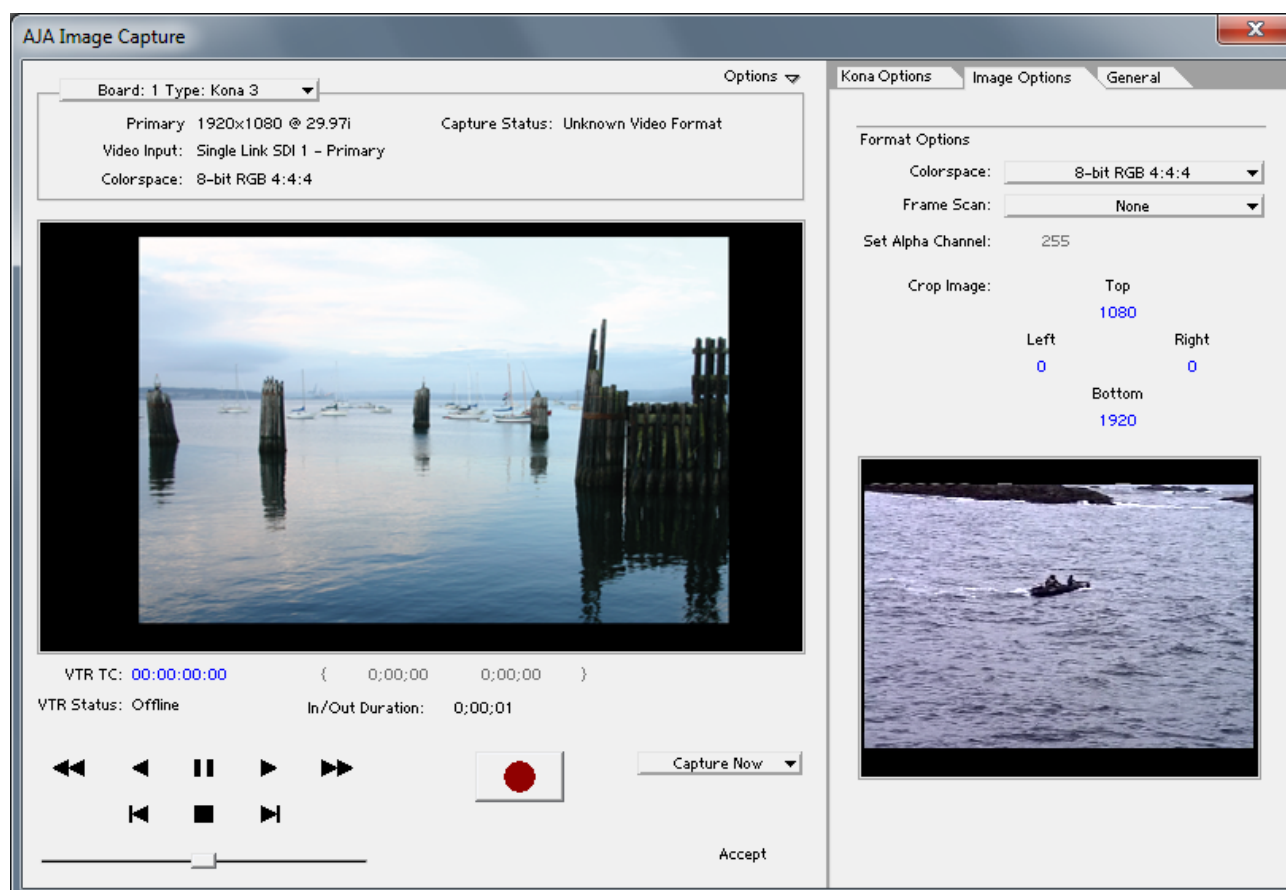 AJA Image Capture
Options
Board: 1 Type: Kona 3
Primary 1920x1080 @ 29.97i Capture Status: Unknown Video Format
Video Input: Single Link SDI 1 - Primary
Colorspace: 8-bit RGB 4:4:4
VTR TC: 00:00:00:00 { 0;00;00 0;00;00 }
VTR Status: Offline In/Out Duration: 0;00;01
Capture Now
Accept
Kona Options Image Options General
Format Options
Colorspace: 8-bit RGB 4:4:4
Frame Scan: None
Set Alpha Channel: 255
Crop Image: Top
1080
Left Right
0 0
Bottom
1920